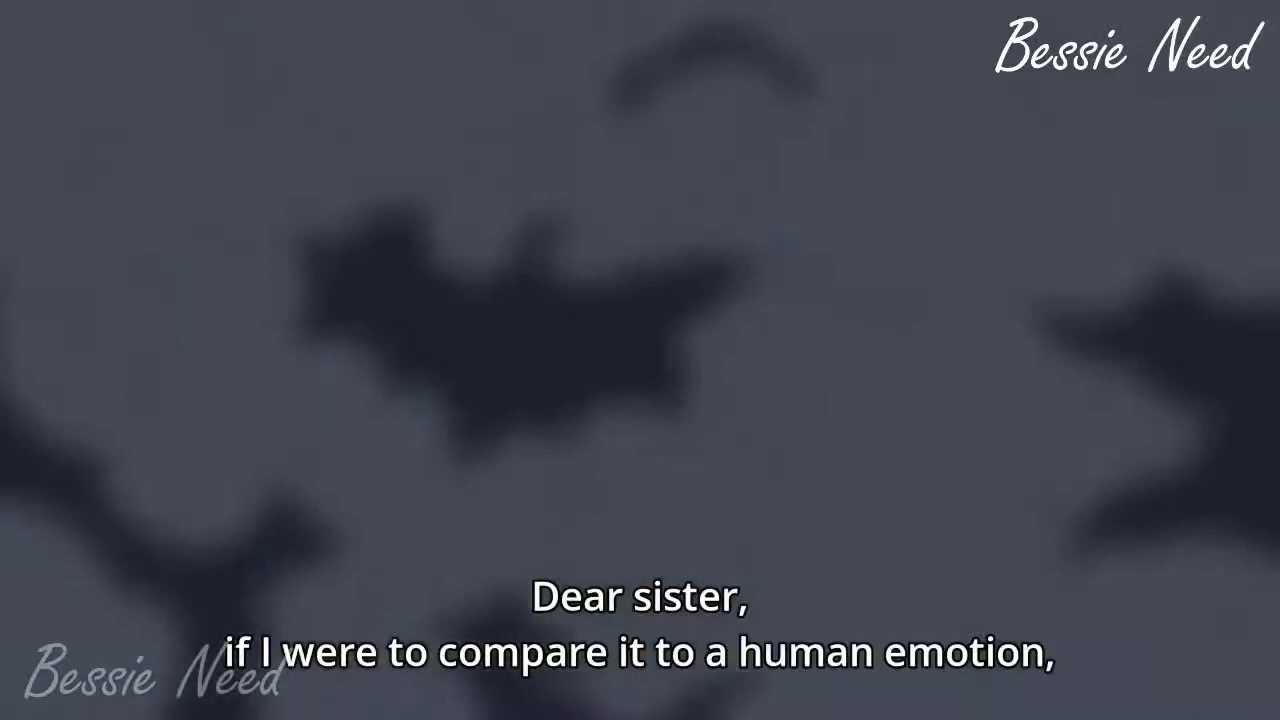 Bessie Need
Dear sister,
if I were to compare it to a human emotion,
Bessie Need